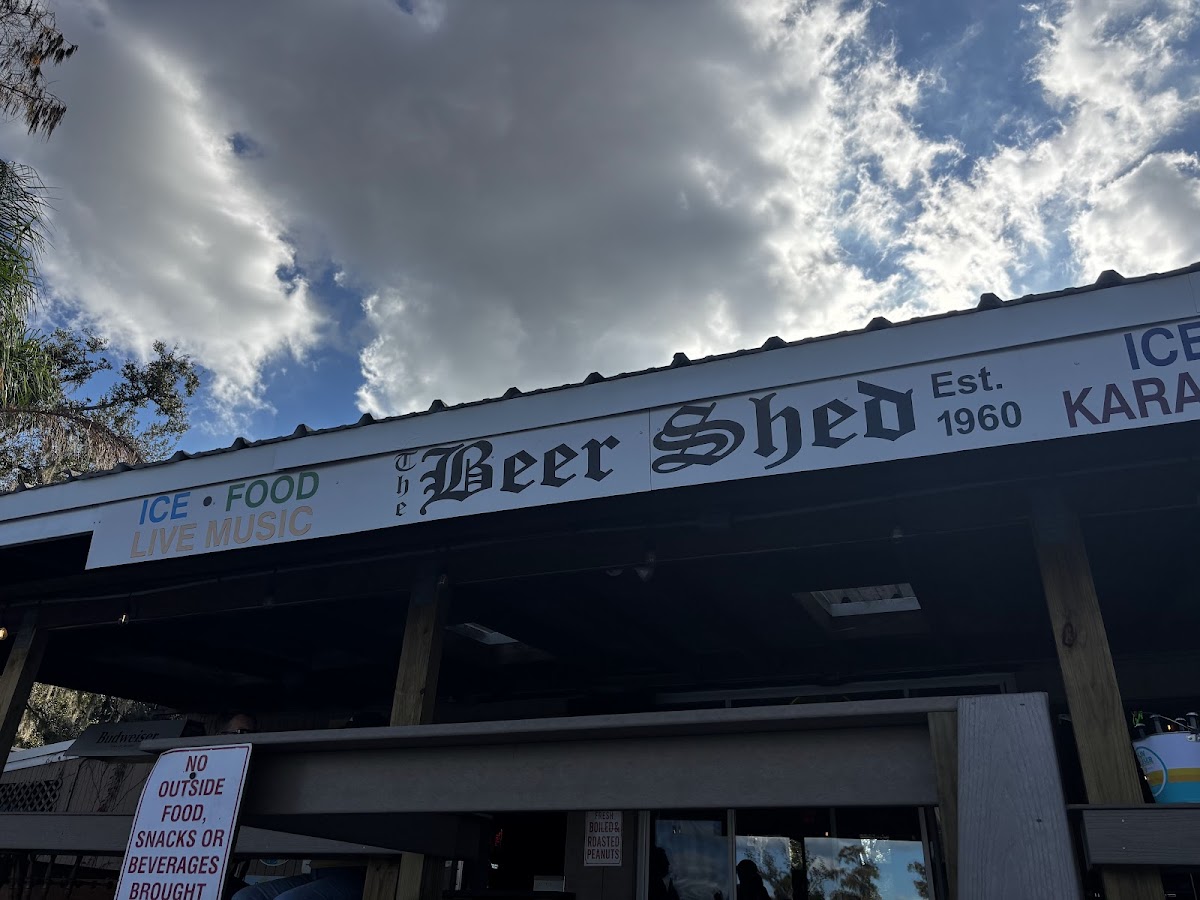 ICE • FOOD
LIVE MUSIC
The Beer Shed
Est.
1960
ICE
KARA
Budweiser
NO
OUTSIDE
FOOD,
SNACKS OR
BEVERAGES
BROUGHT
FRESH
BOILED &
ROASTED
PEANUTS